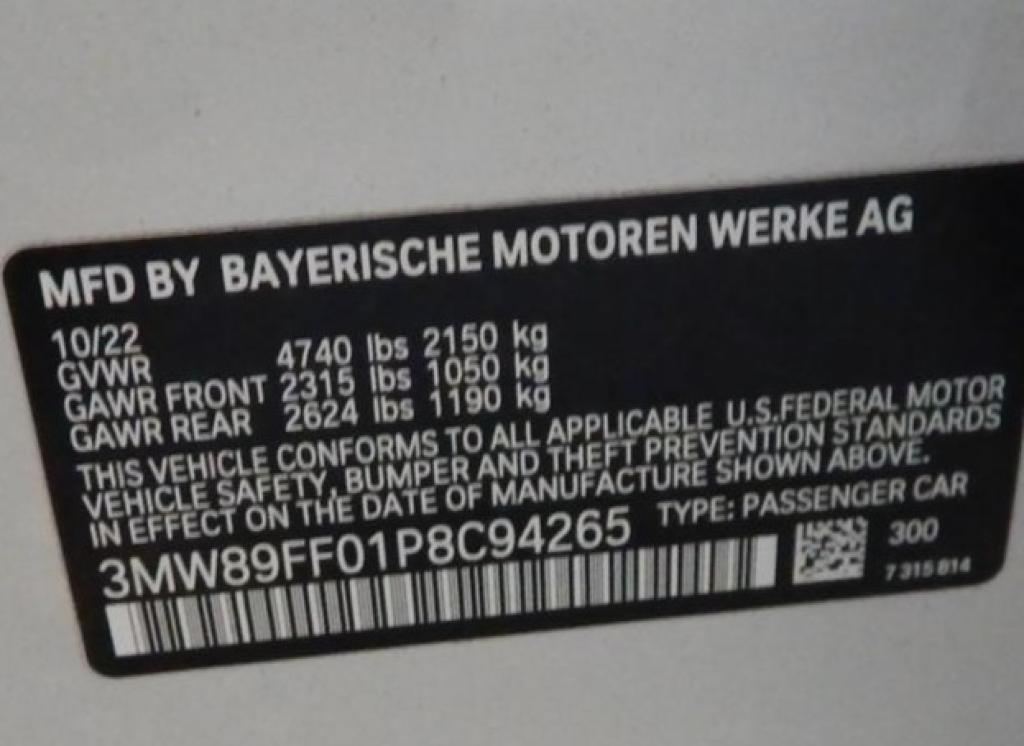 MFD BY BAYERISCHE MOTOREN WERKE AG
10/22
GVWR 4740 lbs 2150 kg
GAWR FRONT 2315 lbs 1050 kg
GAWR REAR 2624 lbs 1190 kg
THIS VEHICLE CONFORMS TO ALL APPLICABLE U.S.FEDERAL MOTOR
VEHICLE SAFETY, BUMPER AND THEFT PREVENTION STANDARDS
IN EFFECT ON THE DATE OF MANUFACTURE SHOWN ABOVE.
3MW89FF01P8C94265 TYPE: PASSENGER CAR
300
7 315 814